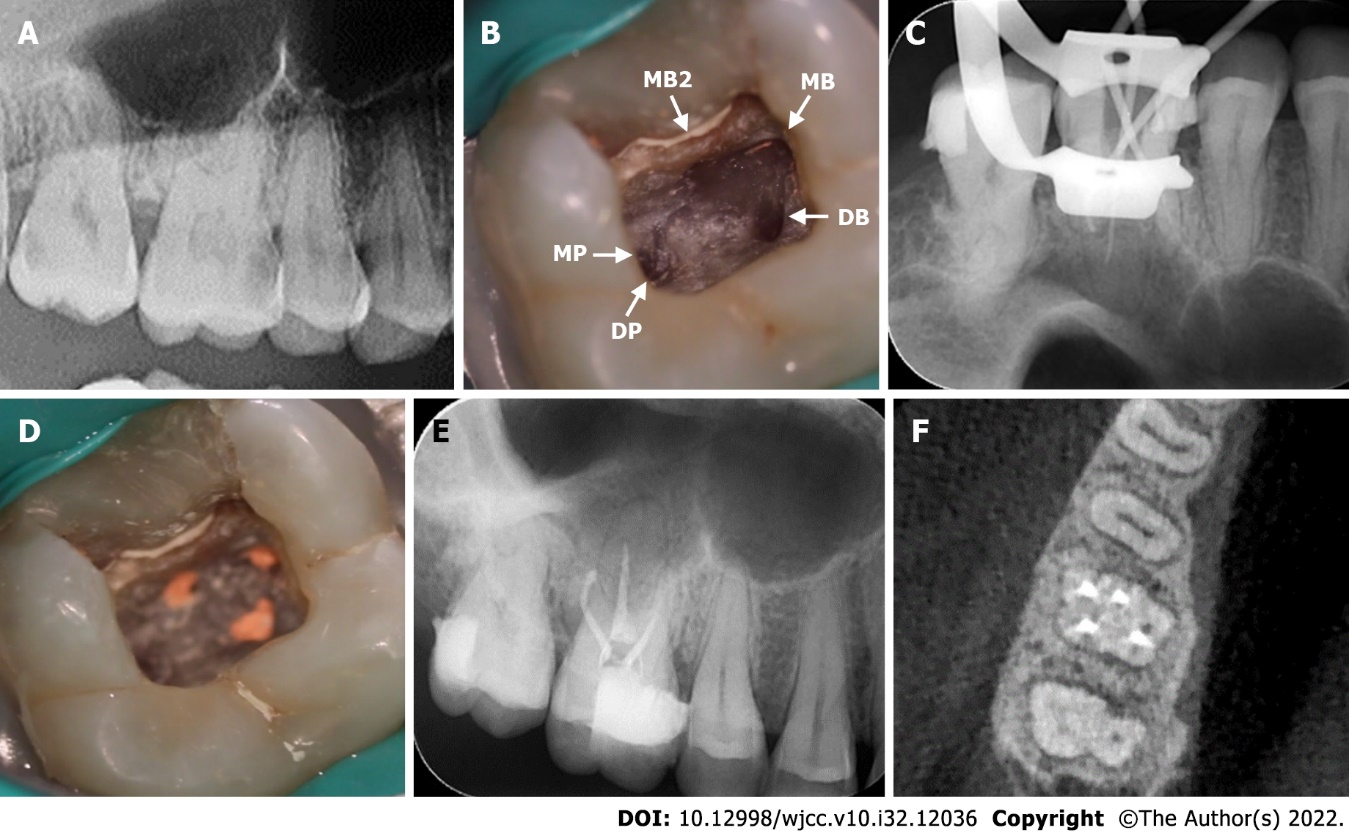 A
B
C
MB2
MB
DB
MP
DP
D
E
F
DOI: 10.12998/wjcc.v10.i32.12036 Copyright ©The Author(s) 2022.